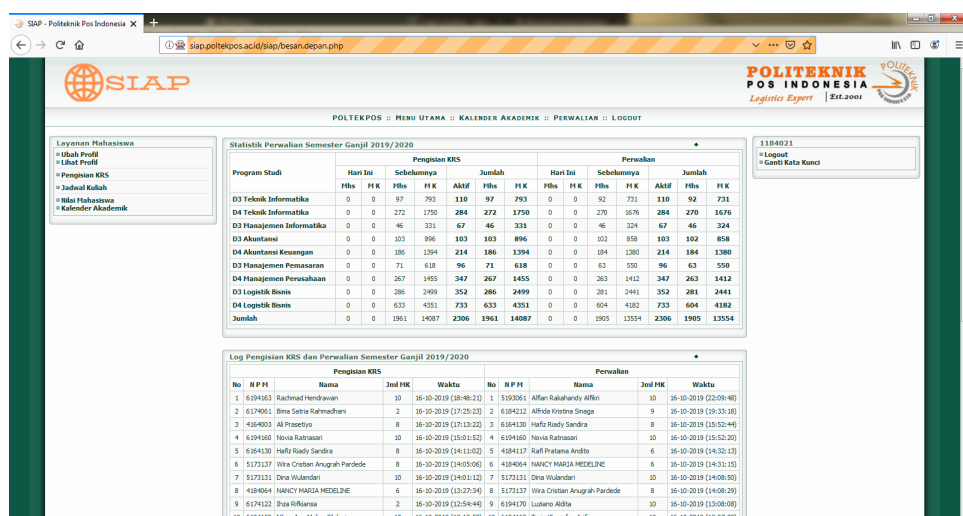 SIAP - Politeknik Pos Indonesia
siap.poltekpos.ac.id/siap/besan.depan.php
SIAP
POLITEKNIK
POS INDONESIA
Logistics Expert | Est.2001
POLTEKPOS :: MENU UTAMA :: KALENDER AKADEMIK :: PERWALIAN :: LOGOUT
Layanan Mahasiswa
Ubah Profil
Lihat Profil
Pengisian KRS
Jadwal Kuliah
Nilai Mahasiswa
Kalender Akademik
Statistik Perwalian Semester Ganjil 2019/2020
Program Studi Pengisian KRS Perwalian
Hari Ini Sebelumnya Jumlah Hari Ini Sebelumnya Jumlah
Mhs M K Mhs M K Aktif Mhs M K Mhs M K Mhs M K Aktif Mhs M K
D3 Teknik Informatika 0 0 97 793 110 97 793 0 0 92 731 110 92 731
D4 Teknik Informatika 0 0 272 1750 284 272 1750 0 0 270 1676 284 270 1676
D3 Manajemen Informatika 0 0 46 331 67 46 331 0 0 46 324 67 46 324
D3 Akuntansi 0 0 103 896 103 103 896 0 0 102 858 103 102 858
D4 Akuntansi Keuangan 0 0 186 1394 214 186 1394 0 0 184 1380 214 184 1380
D3 Manajemen Pemasaran 0 0 71 618 96 71 618 0 0 63 550 96 63 550
D4 Manajemen Perusahaan 0 0 267 1455 347 267 1455 0 0 263 1412 347 263 1412
D3 Logistik Bisnis 0 0 286 2499 352 286 2499 0 0 281 2441 352 281 2441
D4 Logistik Bisnis 0 0 633 4351 733 633 4351 0 0 604 4182 733 604 4182
Jumlah 0 0 1961 14087 2306 1961 14087 0 0 1905 13554 2306 1905 13554
1184021
Logout
Ganti Kata Kunci
Log Pengisian KRS dan Perwalian Semester Ganjil 2019/2020
Pengisian KRS Perwalian
No N P M Nama Jml MK Waktu No N P M Nama Jml MK Waktu
1 6194163 Rachmad Hendrawan 10 16-10-2019 (18:48:21) 1 5193061 Alfian Rakahandy Alfikri 10 16-10-2019 (22:09:48)
2 6174061 Bima Satria Rahmadhani 2 16-10-2019 (17:25:23) 2 6184212 Alfrida Kristina Sinaga 9 16-10-2019 (19:33:18)
3 4164003 Ali Prasetiyo 8 16-10-2019 (17:13:22) 3 6164130 Hafiz Riady Sandira 8 16-10-2019 (15:52:44)
4 6194160 Novia Ratnasari 10 16-10-2019 (15:01:52) 4 6194160 Novia Ratnasari 10 16-10-2019 (15:52:20)
5 6164130 Hafiz Riady Sandira 8 16-10-2019 (14:11:02) 5 4184117 Rafi Pratama Andito 6 16-10-2019 (14:32:13)
6 5173137 Wira Cristian Anugrah Pardede 8 16-10-2019 (14:05:06) 6 4184064 NANCY MARIA MEDELINE 6 16-10-2019 (14:31:15)
7 5173131 Dina Wulandari 10 16-10-2019 (14:01:12) 7 5173131 Dina Wulandari 10 16-10-2019 (14:08:50)
8 4184064 NANCY MARIA MEDELINE 6 16-10-2019 (13:27:34) 8 5173137 Wira Cristian Anugrah Pardede 8 16-10-2019 (14:08:29)
9 6174122 Ihza Rifkiansa 2 16-10-2019 (12:54:44) 9 6194170 Luziano Aldita 10 16-10-2019 (13:08:08)